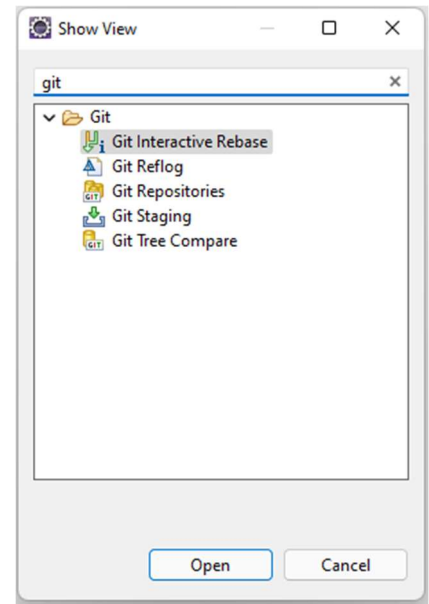 Show View
git
Git
Git Interactive Rebase
Git Reflog
Git Repositories
Git Staging
Git Tree Compare
Open Cancel